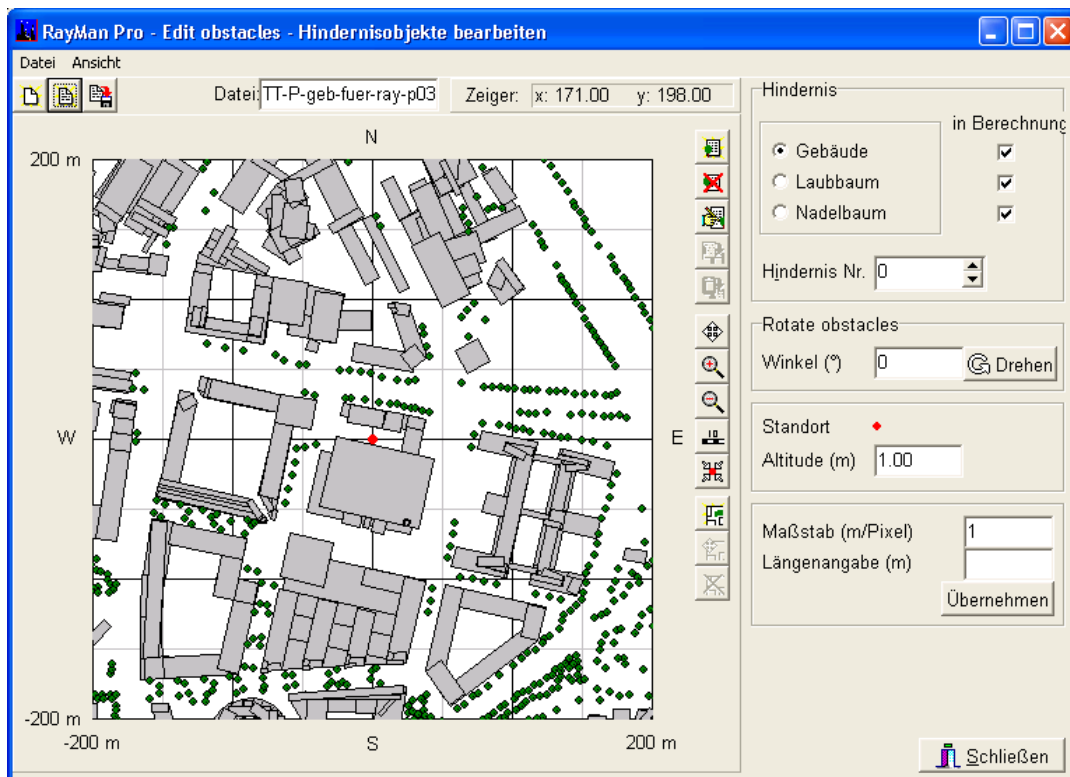 RayMan Pro - Edit obstacles - Hindernisobjekte bearbeiten
Datei Ansicht
Datei: TT-P-geb-fuer-ray-p03 Zeiger: x: 171.00 y: 198.00
N
200 m
W
E
-200 m
-200 m S 200 m
Hindernis
in Berechnung
Gebäude
Laubbaum
Nadelbaum
Hindernis Nr. 0
Rotate obstacles
Winkel (°) 0 Drehen
Standort
Altitude (m) 1.00
Maßstab (m/Pixel) 1
Längenangabe (m)
Übernehmen
Schließen